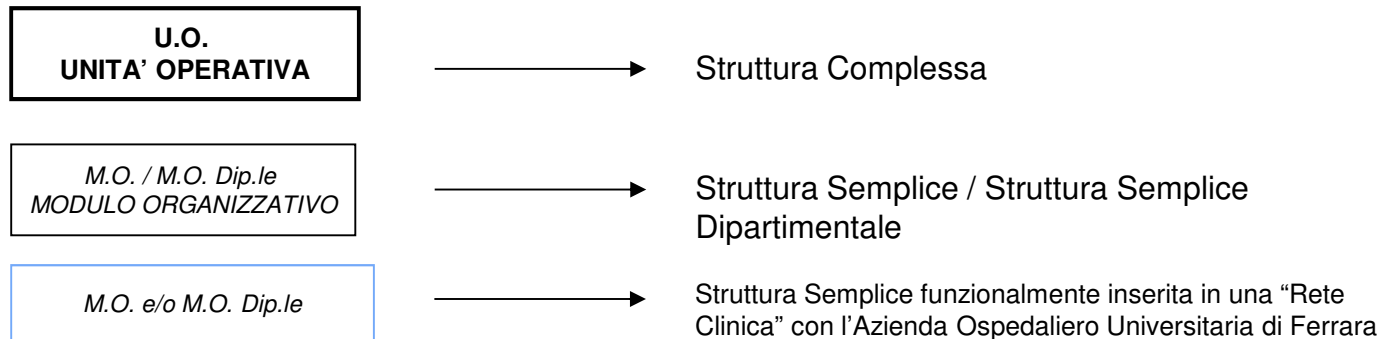 U.O.
UNITA’ OPERATIVA
Struttura Complessa
M.O. / M.O. Dip.le
MODULO ORGANIZZATIVO
Struttura Semplice / Struttura Semplice
Dipartimentale
M.O. e/o M.O. Dip.le
Struttura Semplice funzionalmente inserita in una “Rete
Clinica” con l’Azienda Ospedaliero Universitaria di Ferrara